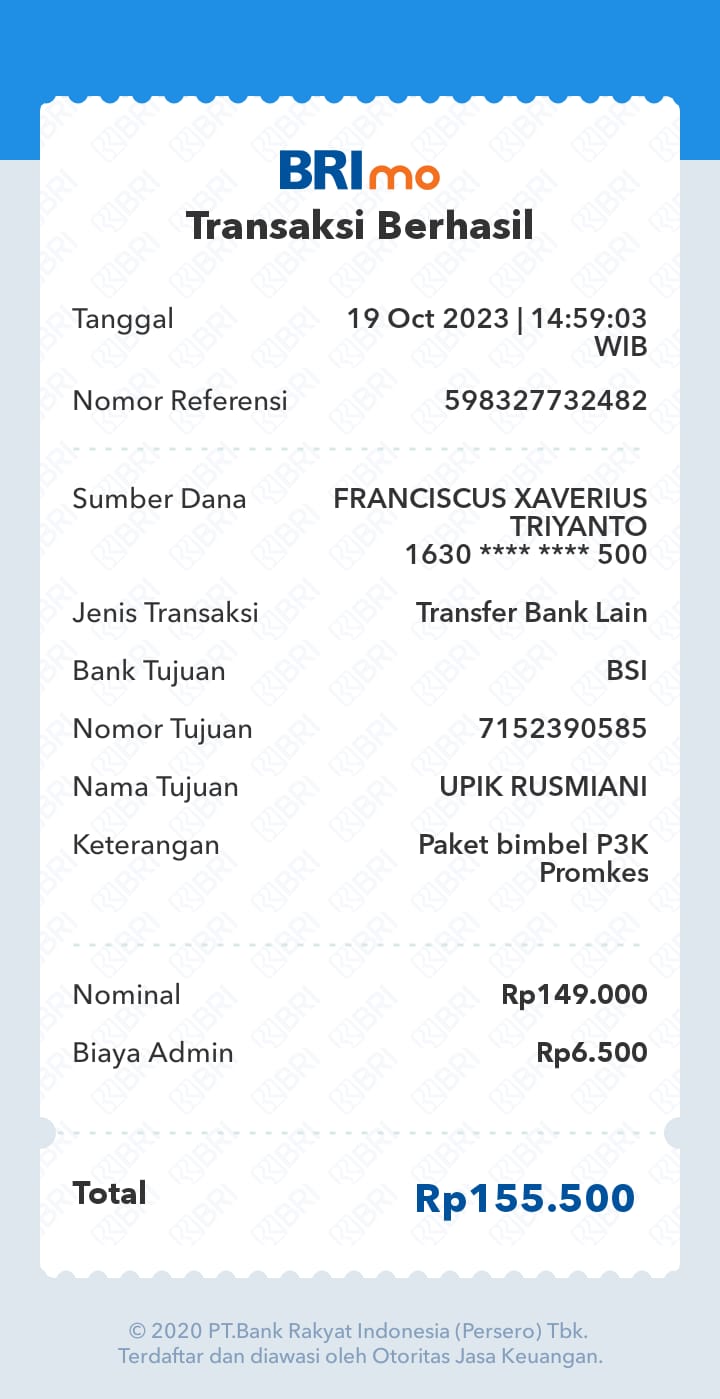 BRImo
Transaksi Berhasil
Tanggal 19 Oct 2023 | 14:59:03
WIB
Nomor Referensi 598327732482
Sumber Dana FRANCISCUS XAVERIUS
TRIYANTO
1630 **** **** 500
Jenis Transaksi Transfer Bank Lain
Bank Tujuan BSI
Nomor Tujuan 7152390585
Nama Tujuan UPIK RUSMIANI
Keterangan Paket bimbel P3K
Promkes
Nominal Rp149.000
Biaya Admin Rp6.500
Total Rp155.500
© 2020 PT.Bank Rakyat Indonesia (Persero) Tbk.
Terdaftar dan diawasi oleh Otoritas Jasa Keuangan.